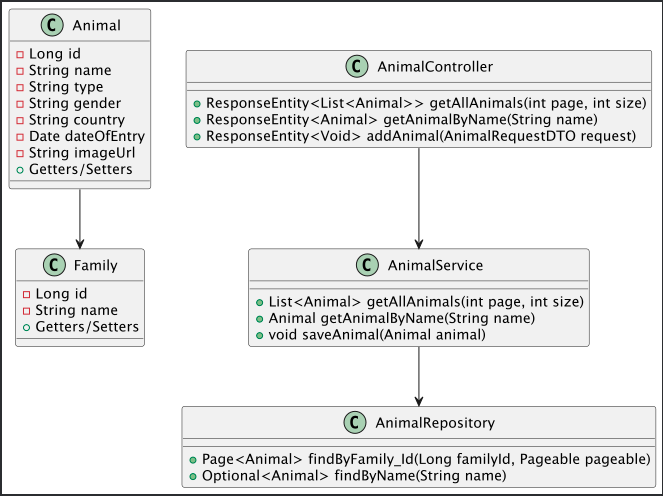 C Animal
Long id
String name
String type
String gender
String country
Date dateOfEntry
String imageUrl
Getters/Setters
C Family
Long id
String name
Getters/Setters
C AnimalController
ResponseEntity<List<Animal>> getAllAnimals(int page, int size)
ResponseEntity<Animal> getAnimalByName(String name)
ResponseEntity<Void> addAnimal(AnimalRequestDTO request)
C AnimalService
List<Animal> getAllAnimals(int page, int size)
Animal getAnimalByName(String name)
void saveAnimal(Animal animal)
C AnimalRepository
Page<Animal> findByFamily_Id(Long familyId, Pageable pageable)
Optional<Animal> findByName(String name)